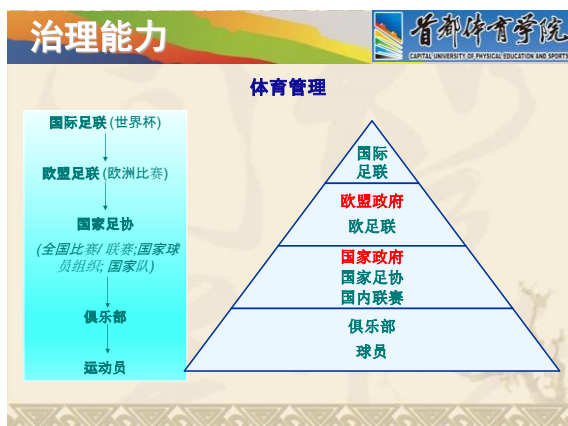 治理能力
首都体育学院
CAPITAL UNIVERSITY OF PHYSICAL EDUCATION AND SPORTS
体育管理
国际足联 (世界杯)
欧盟足联 (欧洲比赛)
国家足协
(全国比赛/ 联赛;国家球
员组织; 国家队)
俱乐部
运动员
国际
足联
欧盟政府
欧足联
国家政府
国家足协
国内联赛
俱乐部
球员